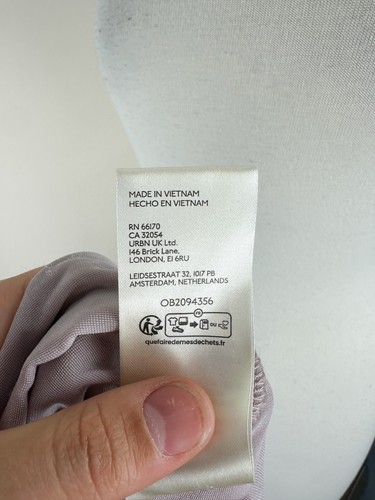 MADE IN VIETNAM
HECHO EN VIETNAM
RN 66170
CA 32054
URBN UK Ltd.
146 Brick Lane,
LONDON, E1 6RU
LEIDSESTRAAT 32, 1017 PB
AMSTERDAM, NETHERLANDS
OB2094356
FR
OU
quefairedemesdechets.fr